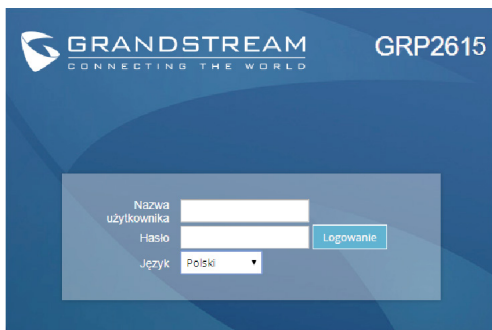 GRANDSTREAM
CONNECTING THE WORLD
GRP2615
Nazwa
użytkownika
Hasło
Logowanie
Język
Polski